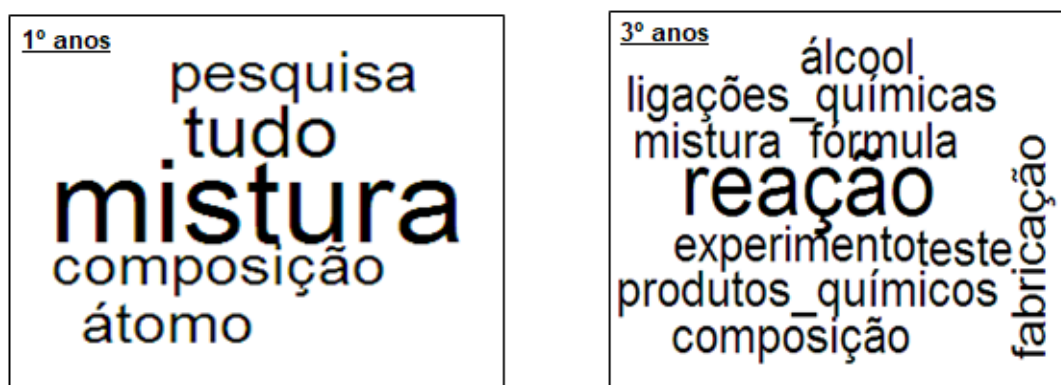 1º anos
pesquisa
tudo
mistura
composição
átomo
3º anos
álcool
ligações_químicas
mistura fórmula
reação
experimento teste
produtos_químicos
composição
fabricação